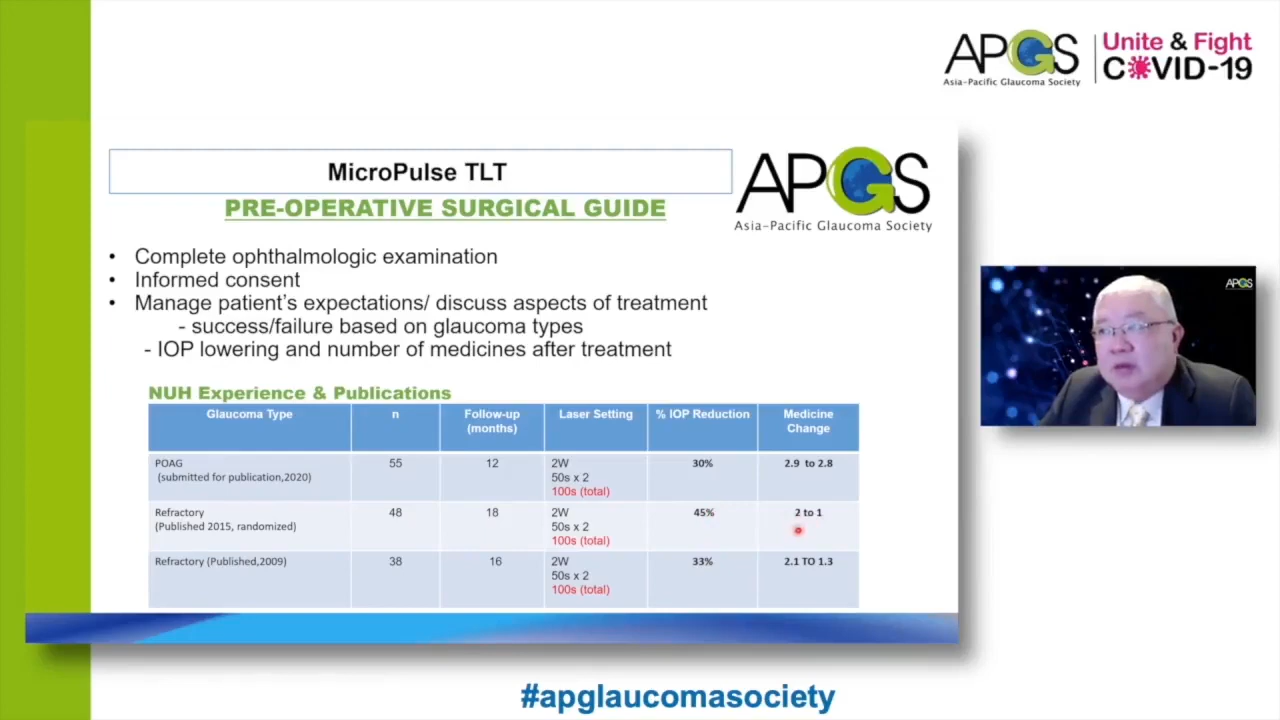 APGS
Asia-Pacific Glaucoma Society
Unite & Fight
COVID-19
MicroPulse TLT
APGS
Asia-Pacific Glaucoma Society
PRE-OPERATIVE SURGICAL GUIDE
• Complete ophthalmologic examination
• Informed consent
• Manage patient's expectations/ discuss aspects of treatment
- success/failure based on glaucoma types
- IOP lowering and number of medicines after treatment
APGS
NUH Experience & Publications
Glaucoma Type n Follow-up (months) Laser Setting % IOP Reduction Medicine Change
POAG 55 12 2W 30% 2.9 to 2.8
(submitted for publication,2020) 50s x 2
100s (total)
Refractory 48 18 2W 45% 2 to 1
(Published 2015, randomized) 50s x 2
100s (total)
Refractory (Published,2009) 38 16 2W 33% 2.1 TO 1.3
50s x 2
100s (total)
#apglaucomasociety